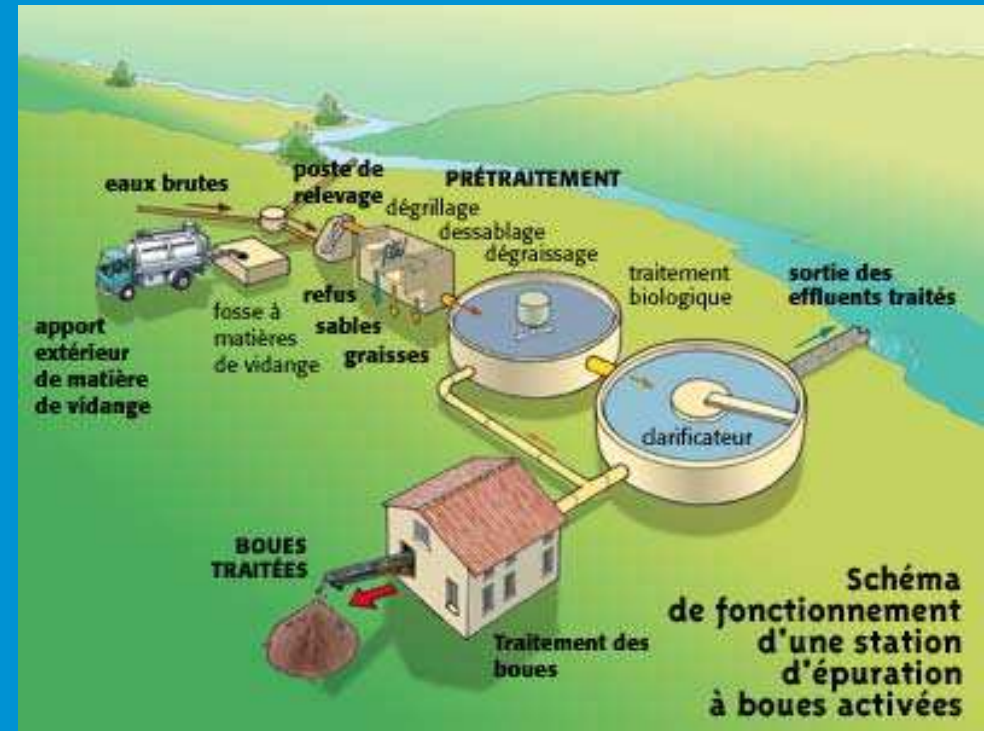 eaux brutes
poste de
relevage
PRÉTRAITEMENT
dégrillage
dessablage
dégraissage
traitement
biologique
sortie des
effluents traités
apport
extérieur
de matière
de vidange
fosse à
matières
de vidange
refus
sables
graisses
clarificateur
BOUES
TRAITÉES
Traitement des
boues
Schéma
de fonctionnement
d'une station
d'épuration
à boues activées